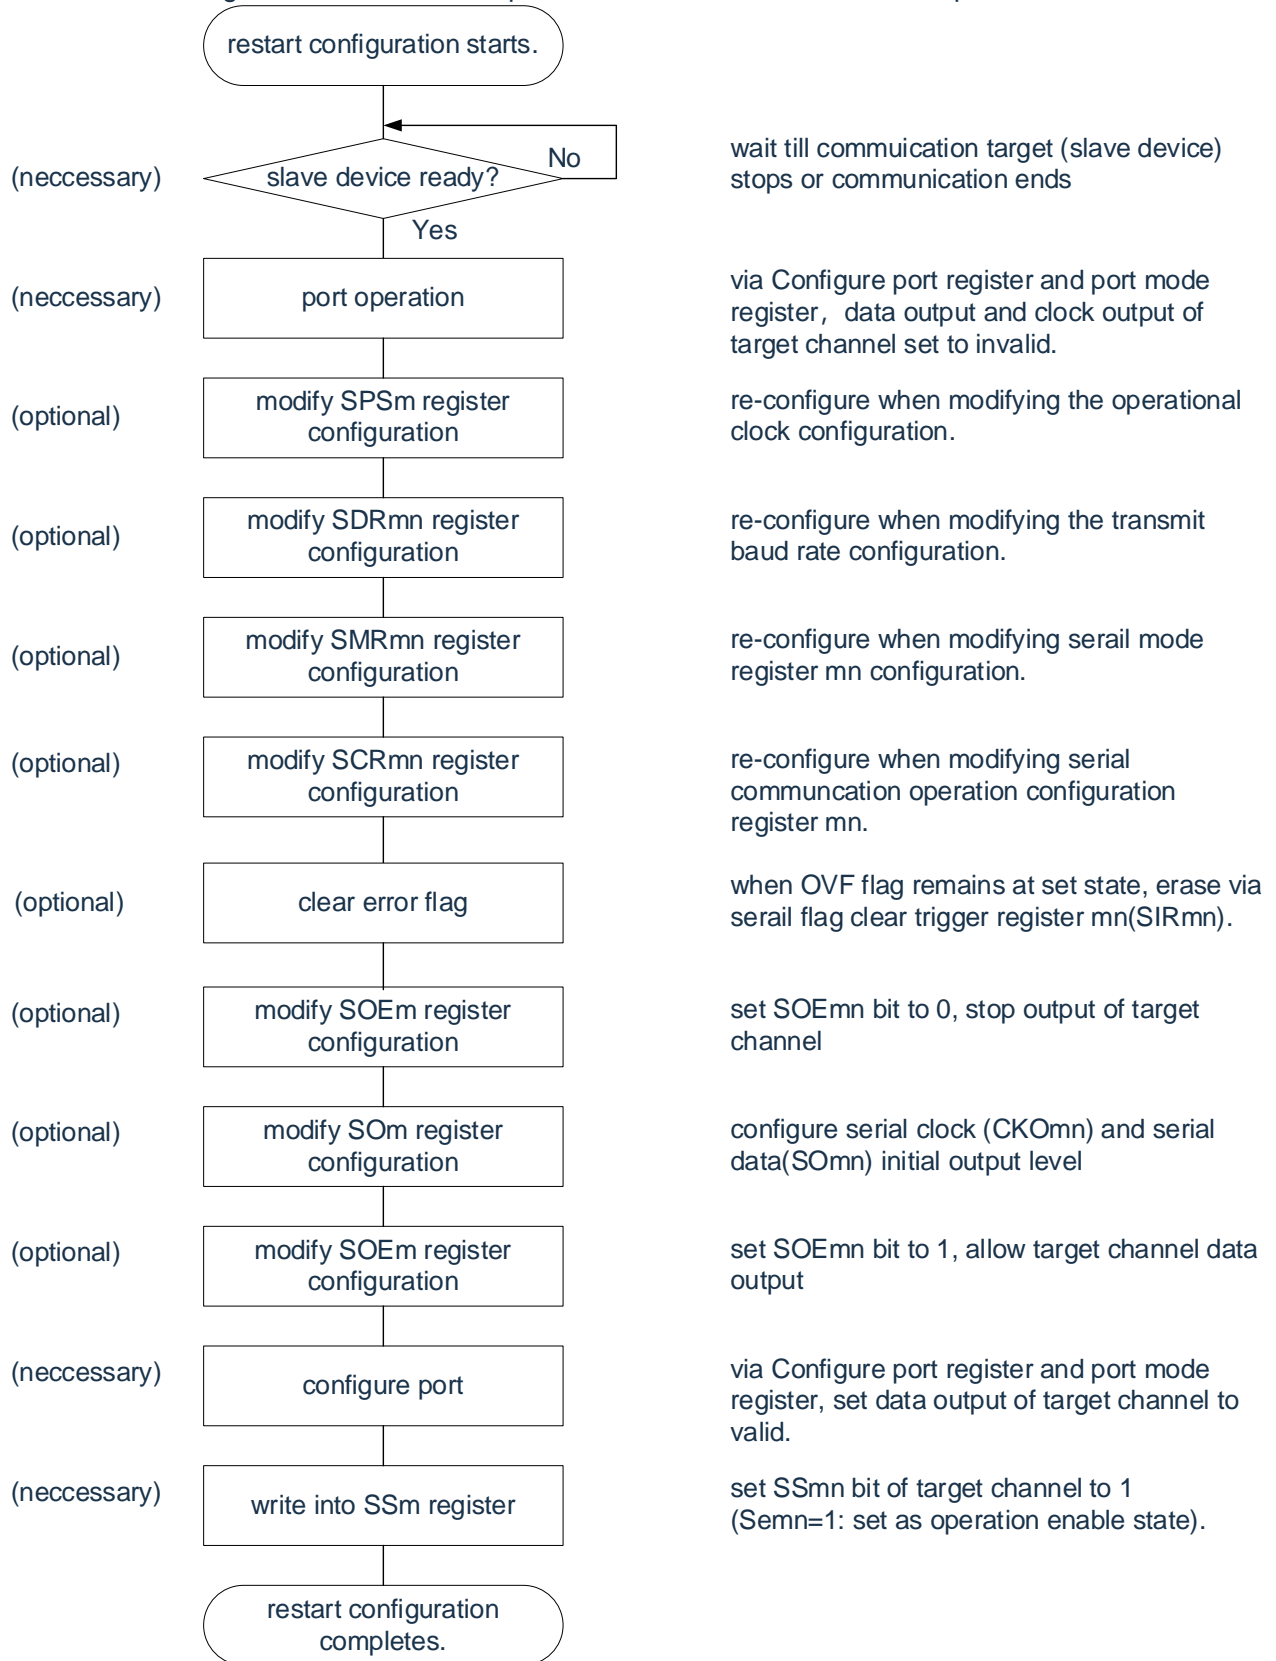 restart configuration starts.
No
wait till commuication target (slave device)
(neccessary)
slave device ready?
stops or communication ends
Yes
(neccessary)
port operation
via Configure port register and port mode
register，data output and clock output of
target channel set to invalid.
(optional)
modify SPSm register
configuration
re-configure when modifying the operational
clock configuration.
(optional)
modify SDRmn register
configuration
re-configure when modifying the transmit
baud rate configuration.
(optional)
modify SMRmn register
configuration
re-configure when modifying serail mode
register mn configuration.
(optional)
modify SCRmn register
configuration
re-configure when modifying serial
communcation operation configuration
register mn.
(optional)
clear error flag
when OVF flag remains at set state, erase via
serail flag clear trigger register mn(SIRmn).
(optional)
modify SOEm register
configuration
set SOEmn bit to 0, stop output of target
channel
(optional)
modify SOm register
configuration
configure serial clock (CKOmn) and serial
data(SOmn) initial output level
(optional)
modify SOEm register
configuration
set SOEmn bit to 1, allow target channel data
output
(neccessary)
configure port
via Configure port register and port mode
register, set data output of target channel to
valid.
(neccessary)
write into SSm register
set SSmn bit of target channel to 1
(Semn=1: set as operation enable state).
restart configuration
completes.